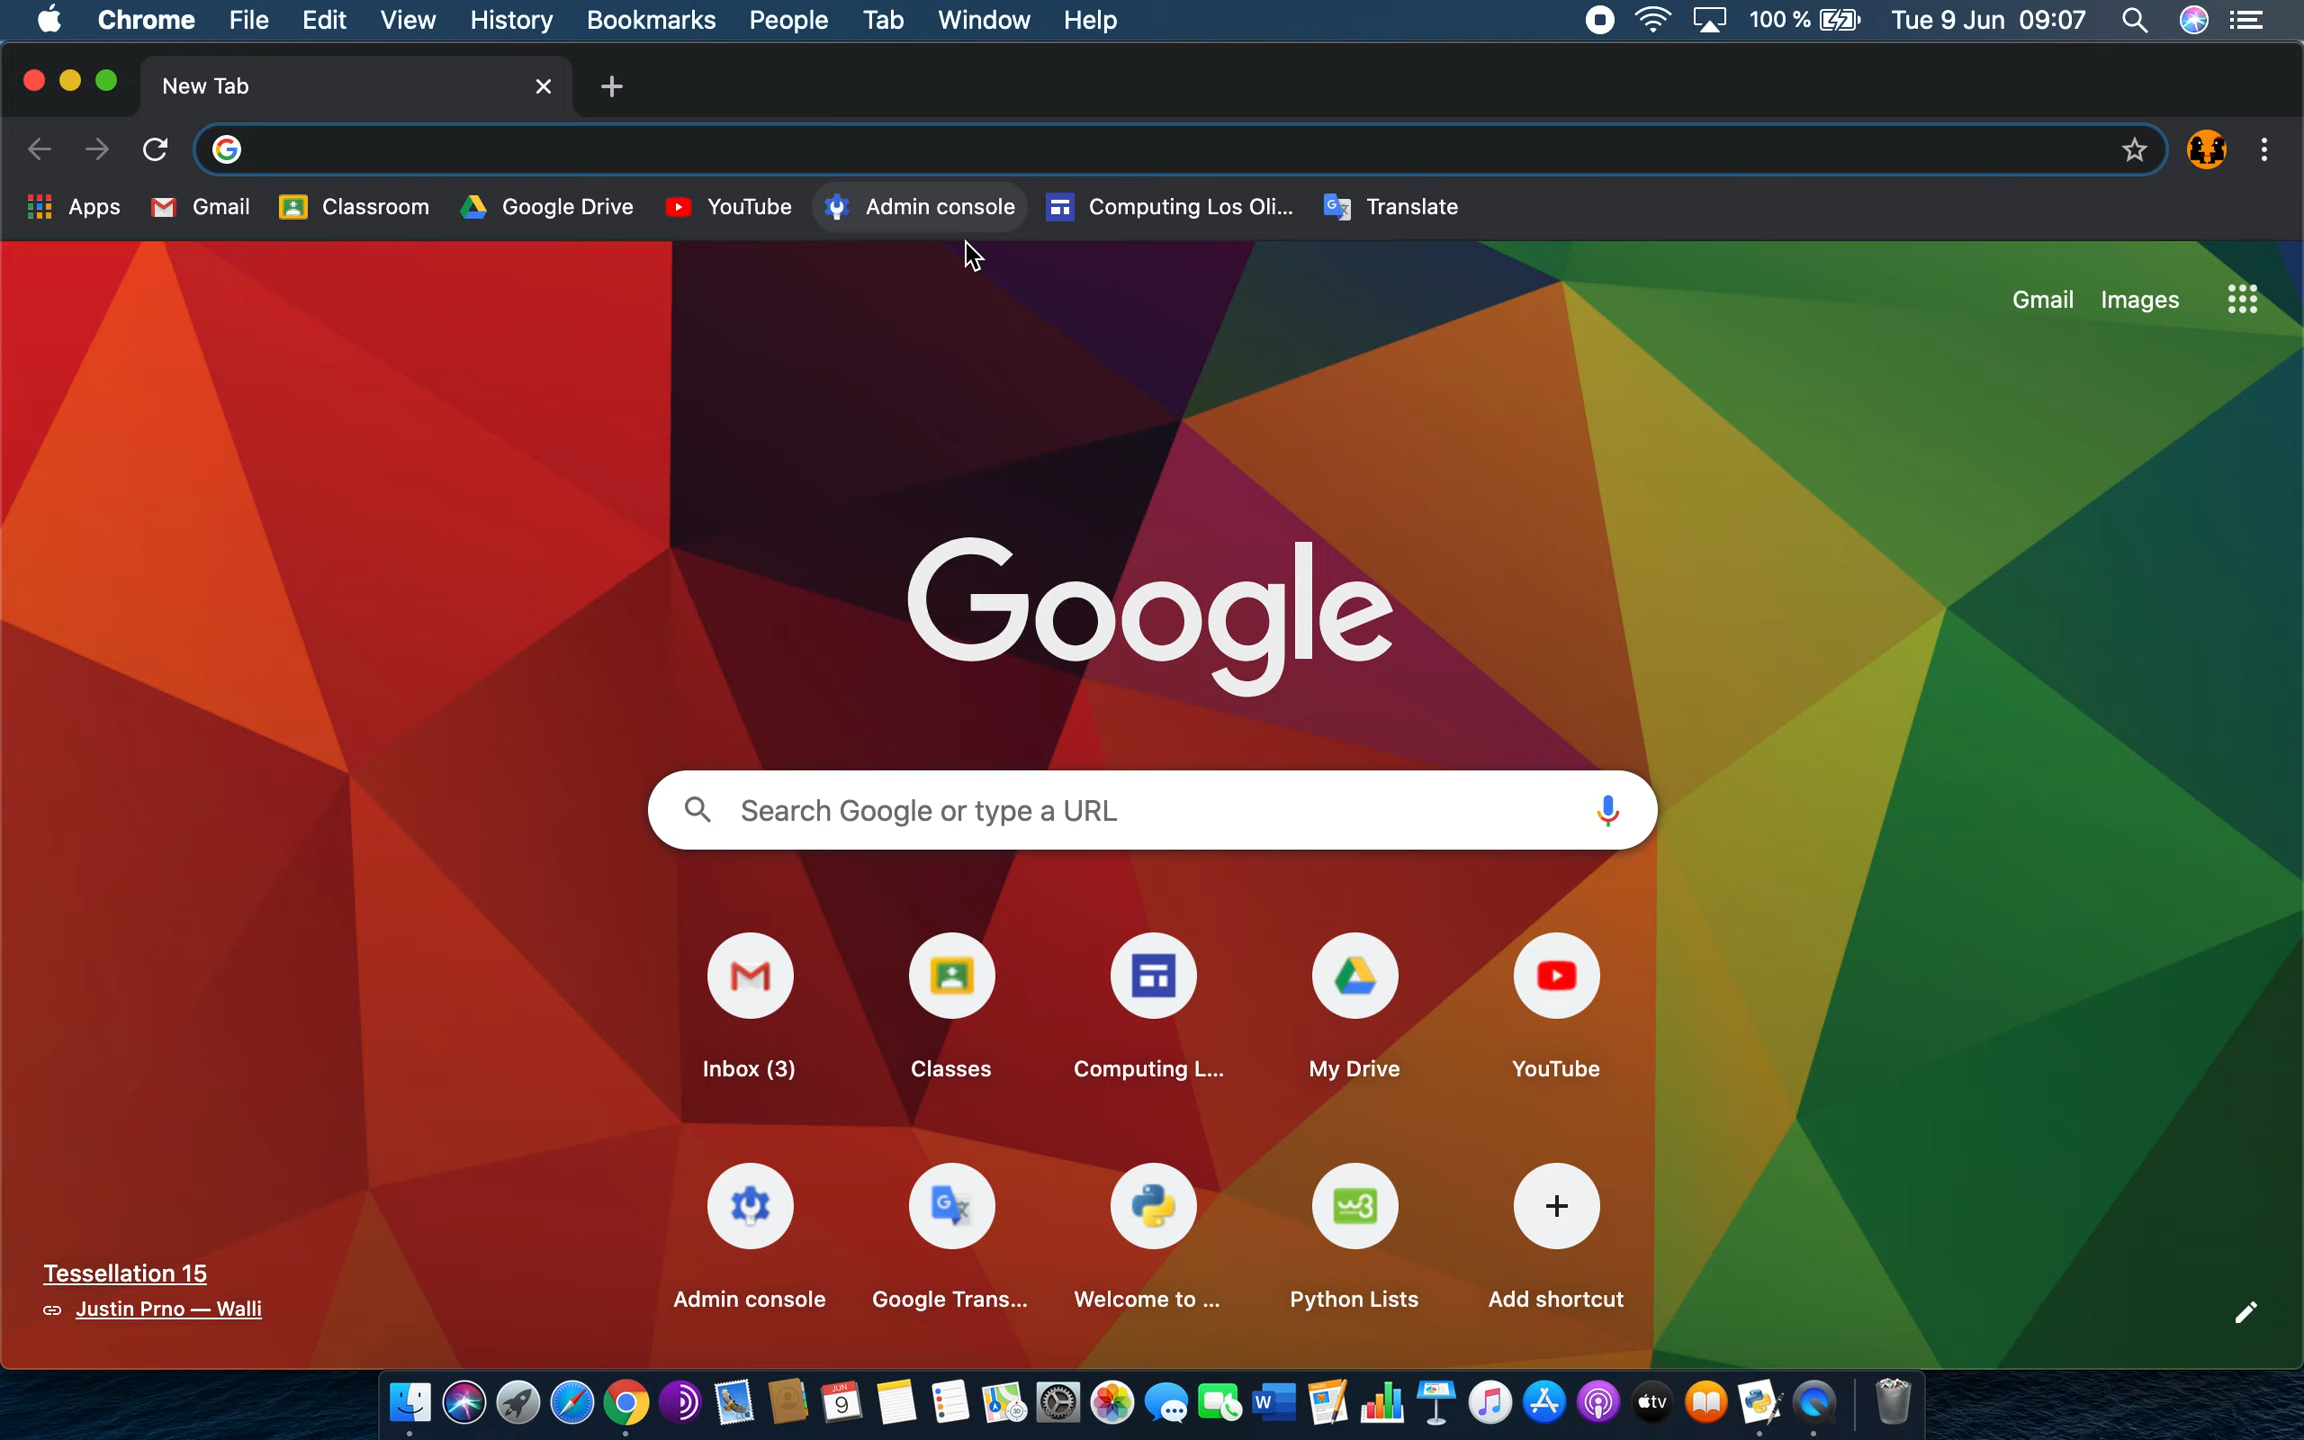 Chrome File Edit View History Bookmarks People Tab Window Help 100 % Tue 9 Jun 09:07
New Tab
Apps Gmail Classroom Google Drive YouTube Admin console Computing Los Oli... Translate
Gmail Images
Google
Search Google or type a URL
Inbox (3) Classes Computing L... My Drive YouTube
Admin console Google Trans... Welcome to ... Python Lists Add shortcut
Tessellation 15
Justin Prno — Walli
JUN
9
W
tv